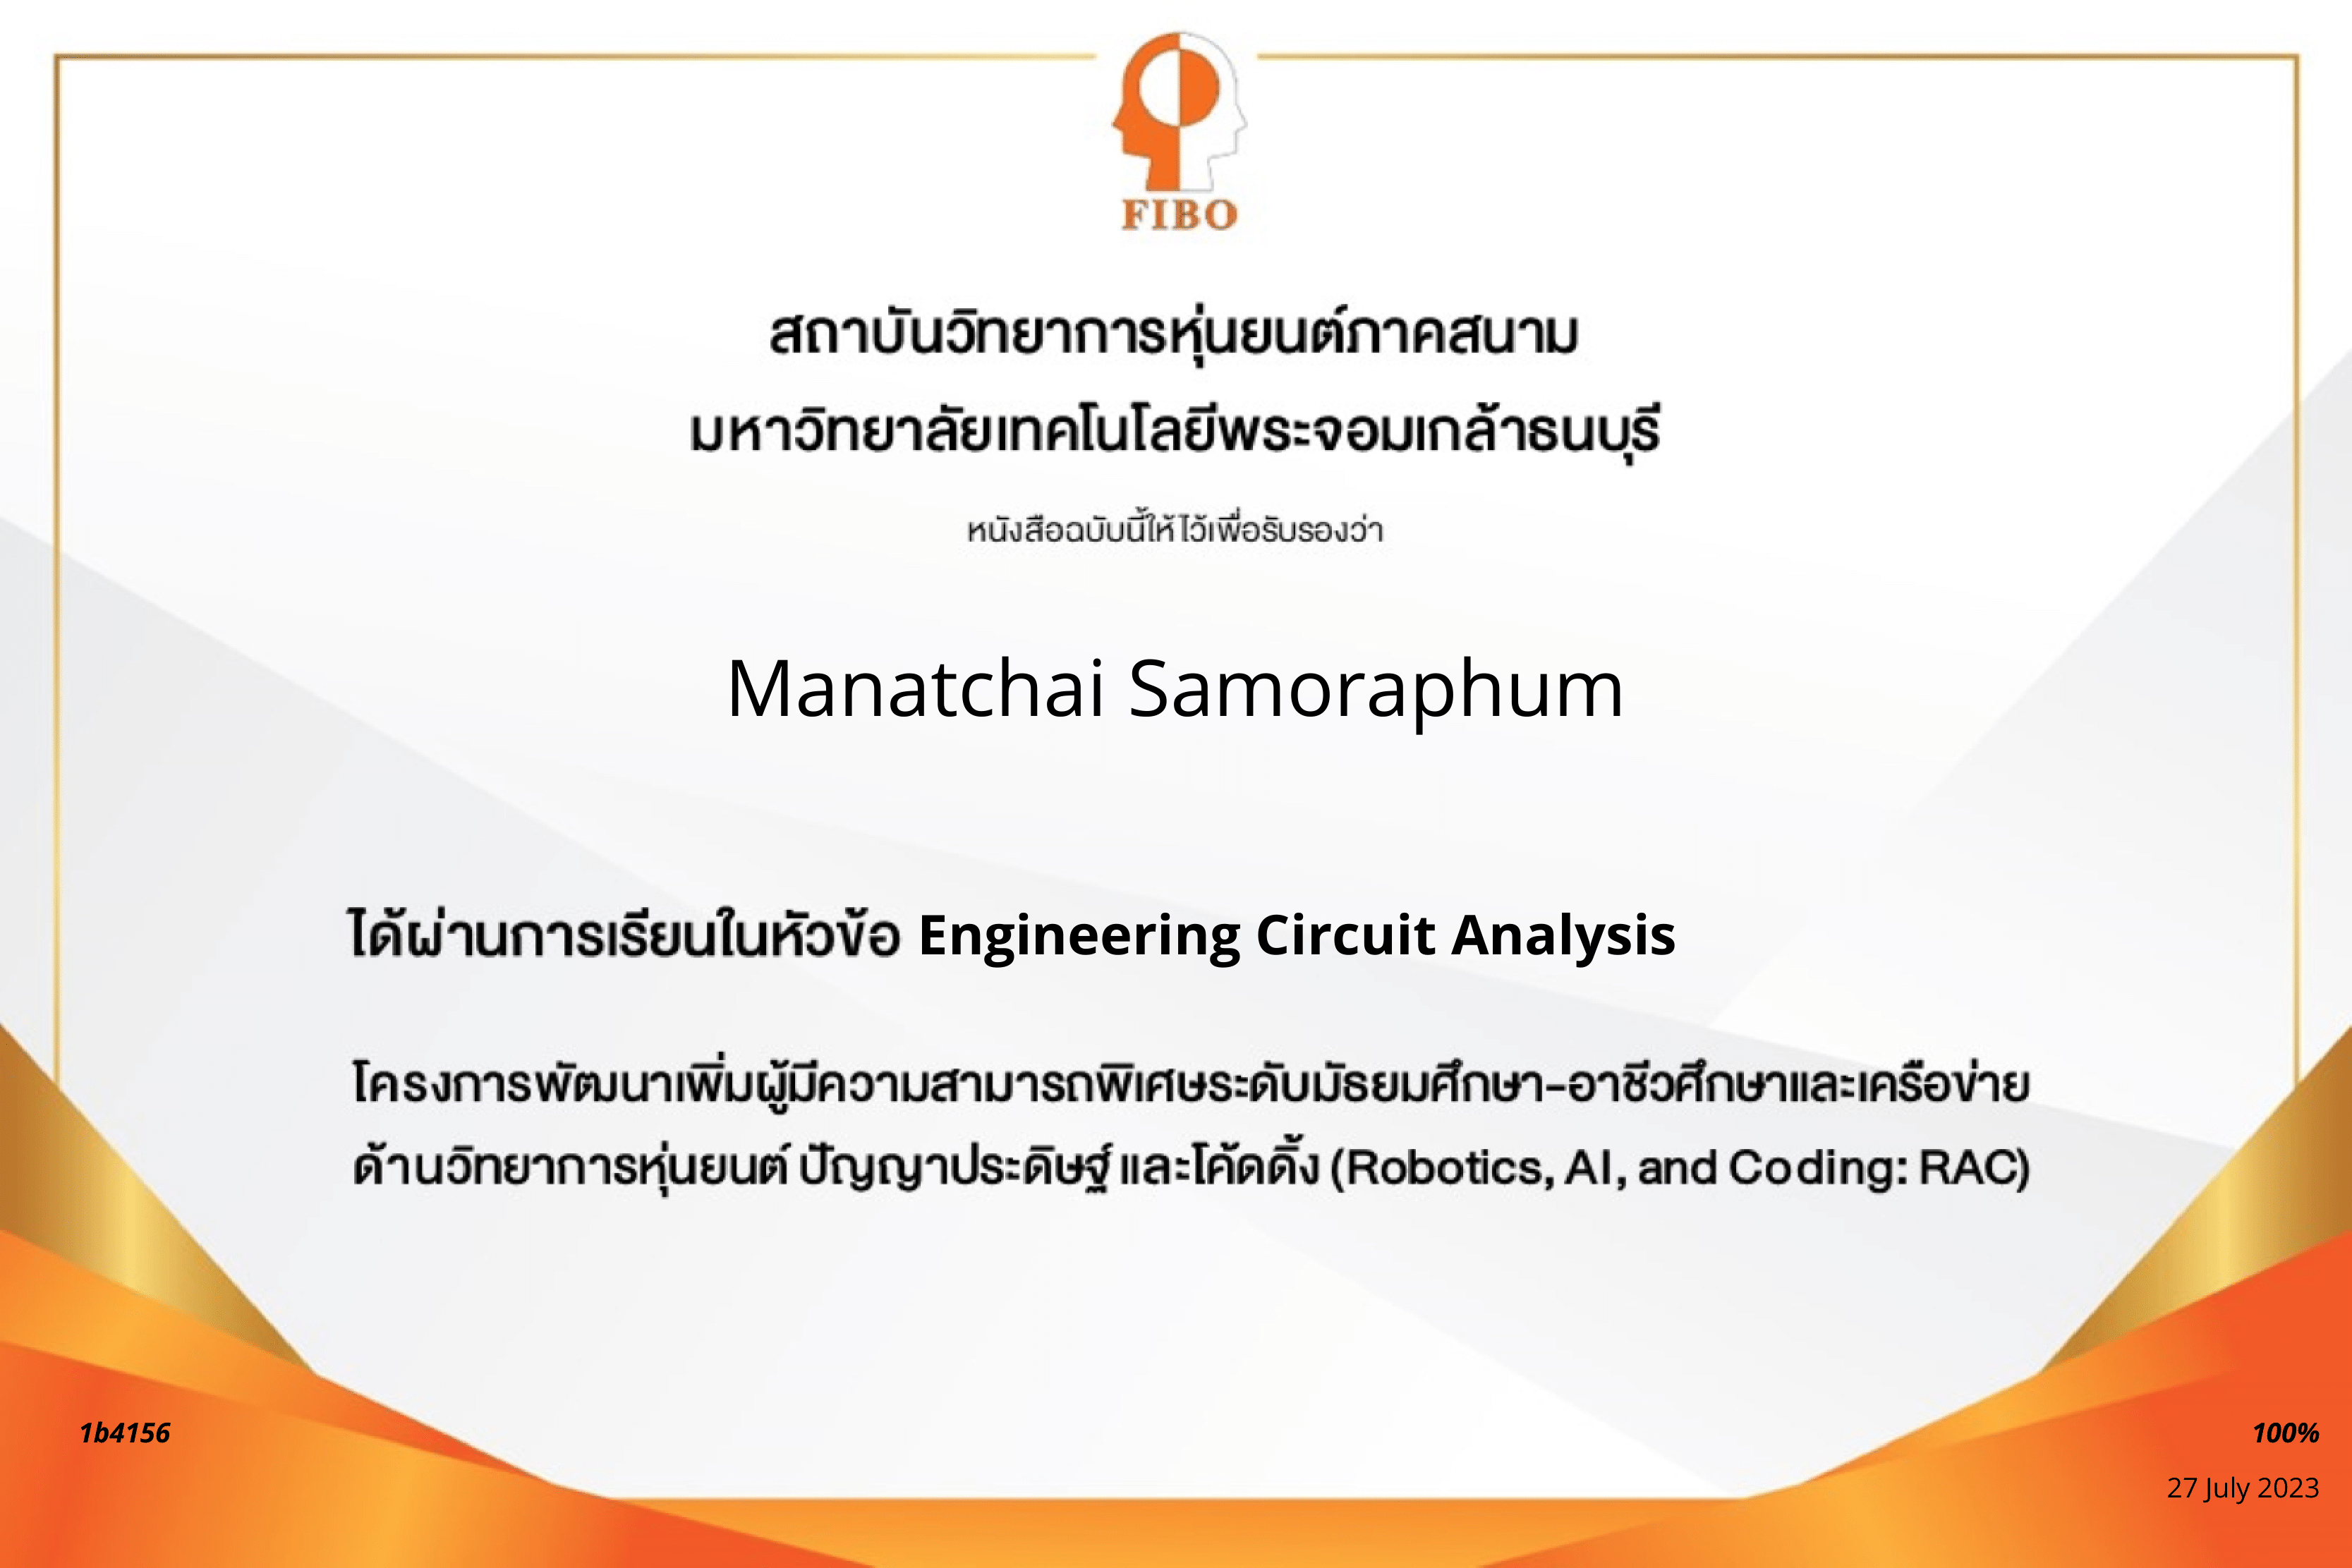 FIBO
สถาบันวิทยาการหุ่นยนต์ภาคสนาม
มหาวิทยาลัยเทคโนโลยีพระจอมเกล้าธนบุรี
หนังสือฉบับนี้ให้ไว้เพื่อรับรองว่า
Manatchai Samoraphum
ได้ผ่านการเรียนในหัวข้อ Engineering Circuit Analysis
โครงการพัฒนาเพิ่มผู้มีความสามารถพิเศษระดับมัธยมศึกษา-อาชีวศึกษาและเครือข่าย
ด้านวิทยาการหุ่นยนต์ ปัญญาประดิษฐ์ และโค้ดดิ้ง (Robotics, AI, and Coding: RAC)
1b4156
100%
27 July 2023